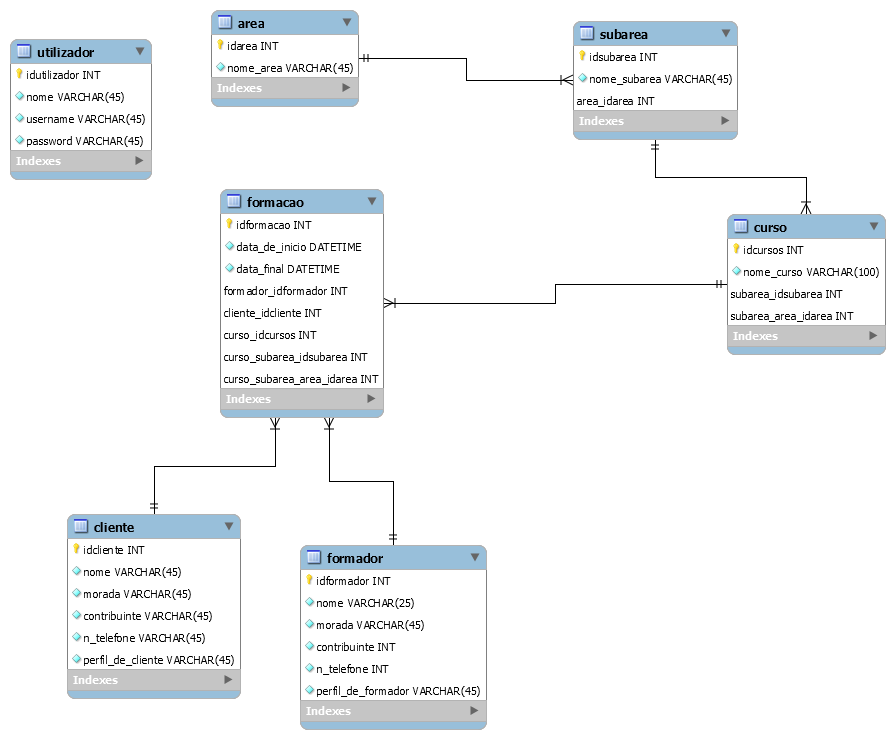 utilizador
idutilizador INT
nome VARCHAR(45)
username VARCHAR(45)
password VARCHAR(45)
Indexes
area
idarea INT
nome_area VARCHAR(45)
Indexes
subarea
idsubarea INT
nome_subarea VARCHAR(45)
area_idarea INT
Indexes
formacao
idformacao INT
data_de_inicio DATETIME
data_final DATETIME
formador_idformador INT
cliente_idcliente INT
curso_idcursos INT
curso_subarea_idsubarea INT
curso_subarea_area_idarea INT
Indexes
curso
idcursos INT
nome_curso VARCHAR(100)
subarea_idsubarea INT
subarea_area_idarea INT
Indexes
cliente
idcliente INT
nome VARCHAR(45)
morada VARCHAR(45)
contribuinte VARCHAR(45)
n_telefone VARCHAR(45)
perfil_de_cliente VARCHAR(45)
Indexes
formador
idformador INT
nome VARCHAR(25)
morada VARCHAR(45)
contribuinte INT
n_telefone INT
perfil_de_formador VARCHAR(45)
Indexes